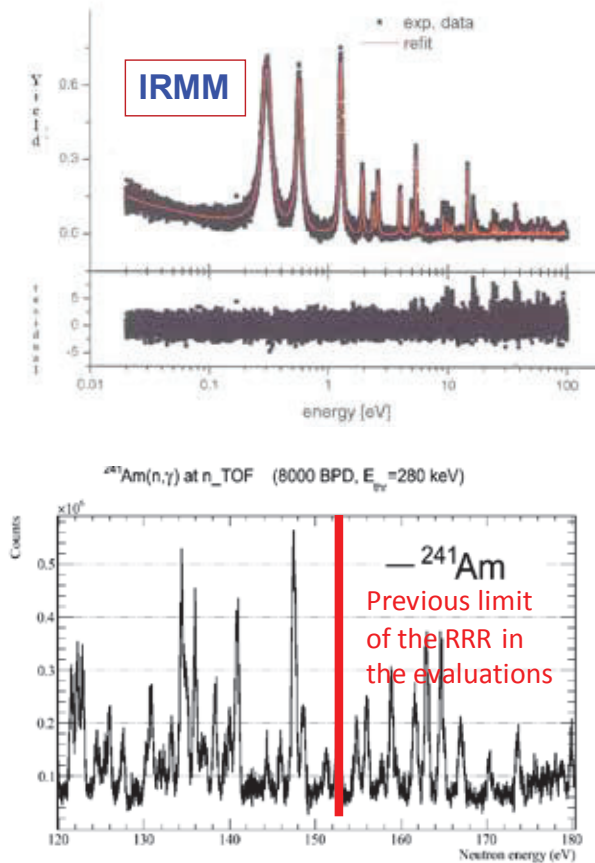 exp. data
refit
IRMM
Yield
0.6
0.3
0.0
residual
5
0
-5
0.01 0.1 1 10 100
energy [eV]
²⁴¹Am(n,γ) at n_TOF (8000 BPD, E_thr=280 keV)
×10⁶
Counts
0.5
0.4
0.3
0.2
0.1
²⁴¹Am
Previous limit
of the RRR in
the evaluations
120 130 140 150 160 170 180
Neutron energy (eV)